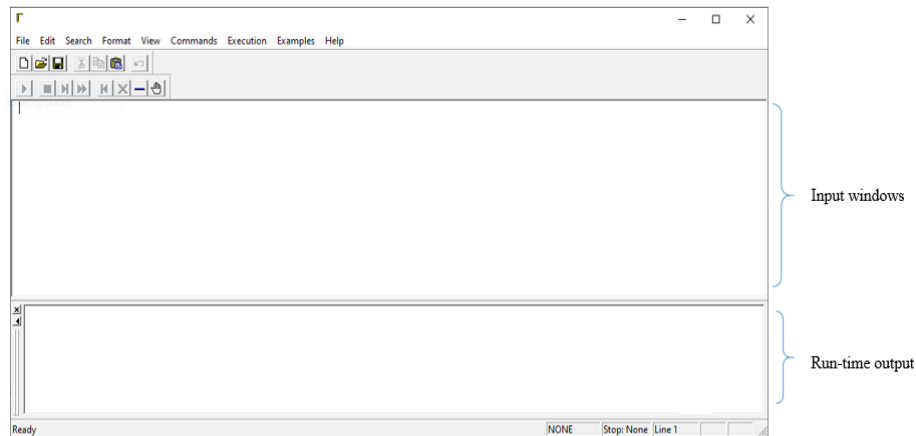 File Edit Search Format View Commands Execution Examples Help
Input windows
Run-time output
Ready NONE Stop: None Line 1